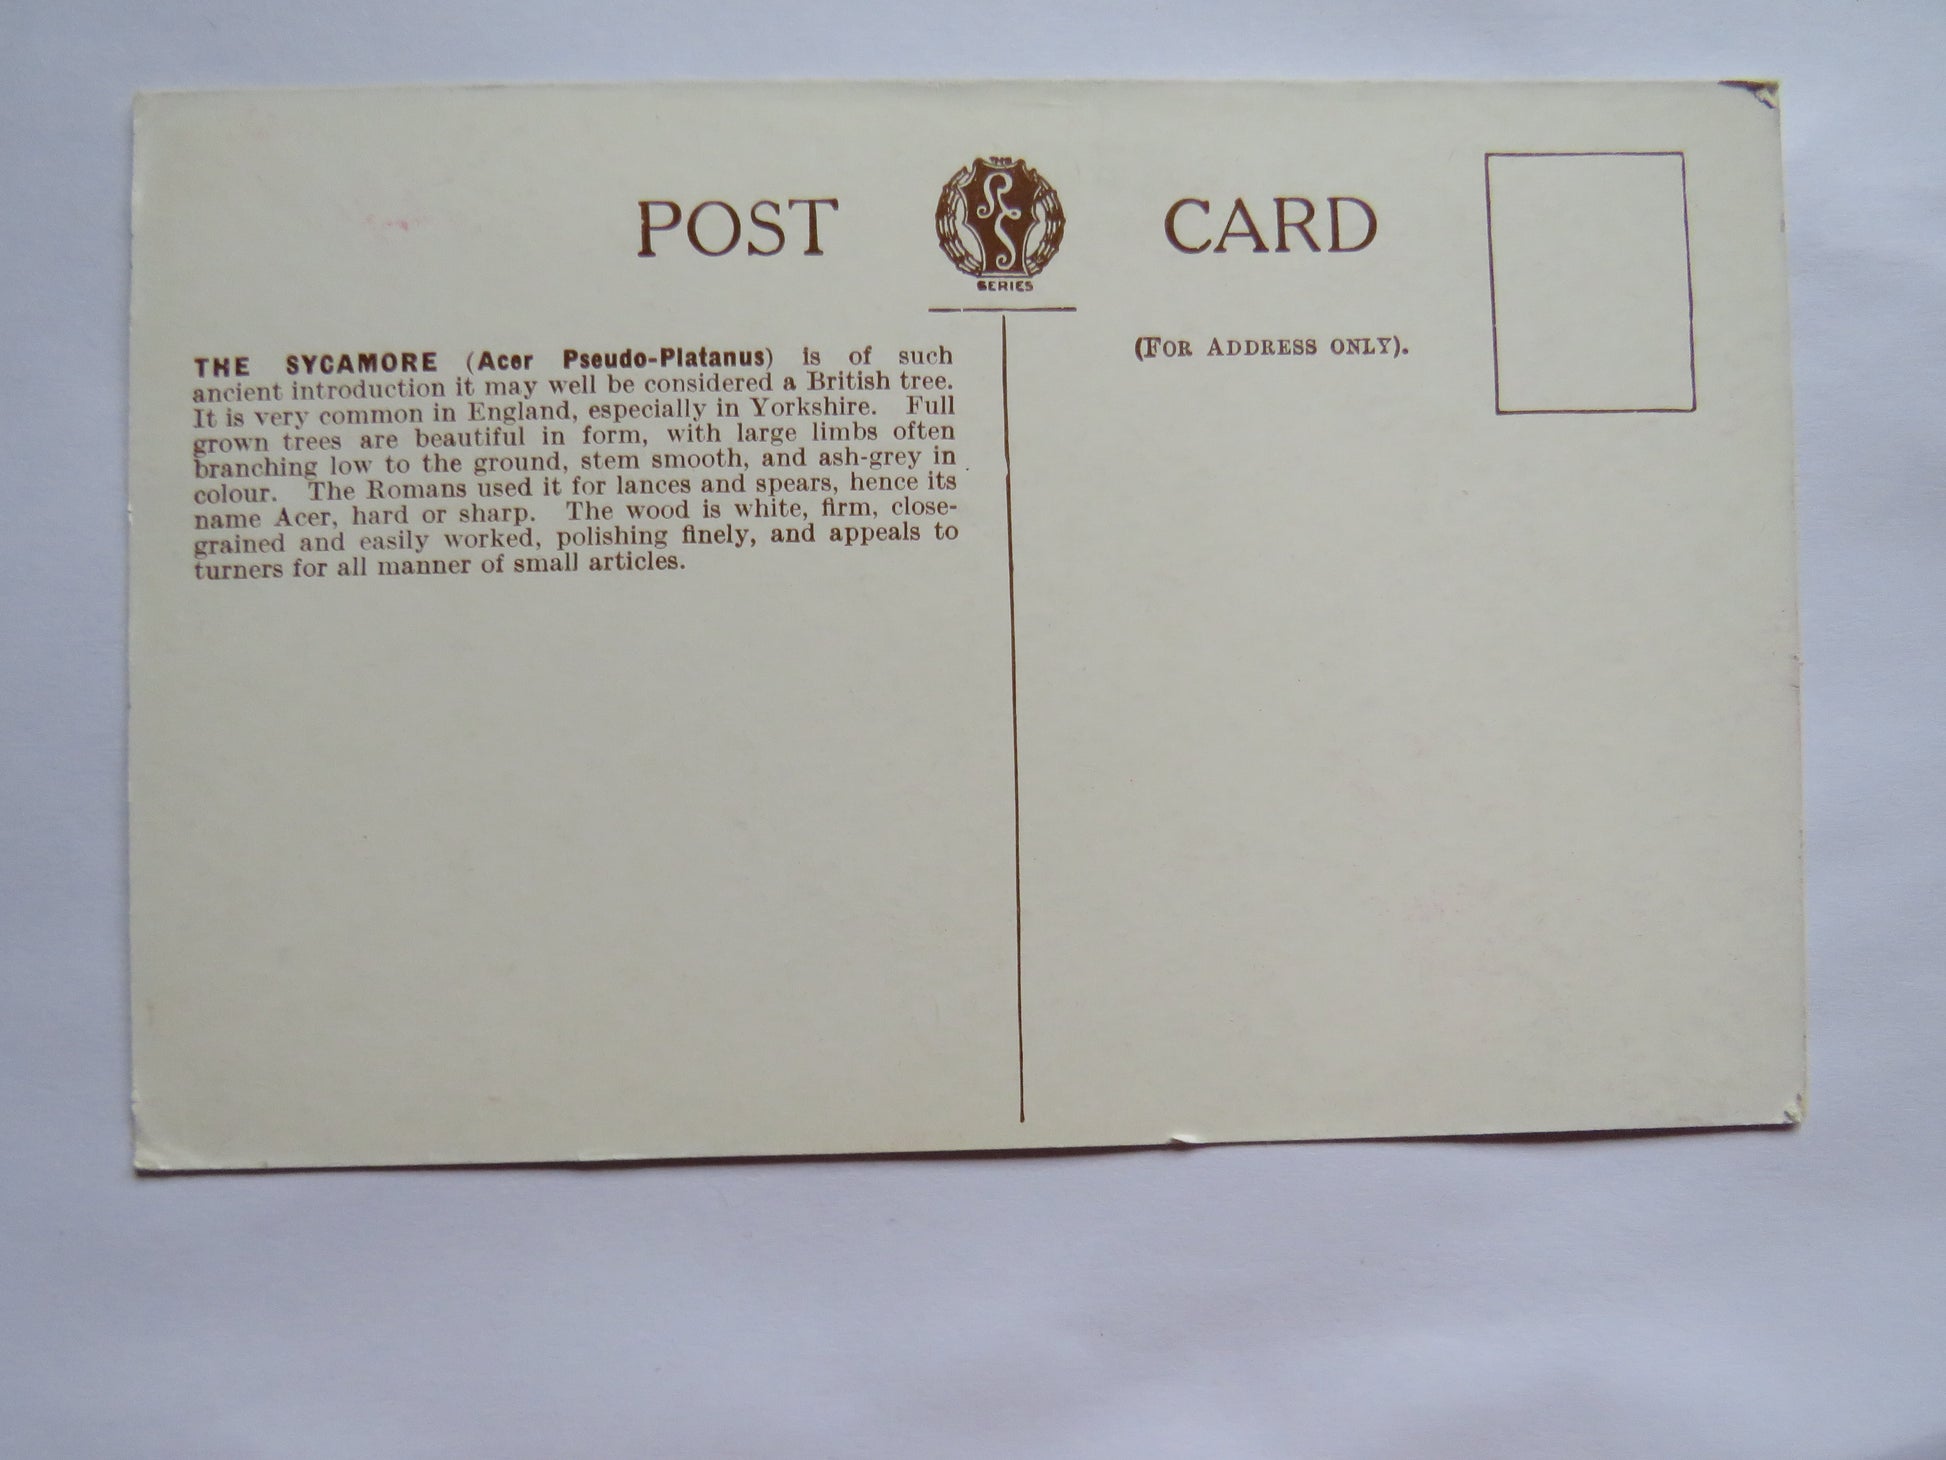 POST CARD
THE
RS
SERIES
(FOR ADDRESS ONLY).
THE SYCAMORE (Acer Pseudo-Platanus) is of such
ancient introduction it may well be considered a British tree.
It is very common in England, especially in Yorkshire. Full
grown trees are beautiful in form, with large limbs often
branching low to the ground, stem smooth, and ash-grey in
colour. The Romans used it for lances and spears, hence its
name Acer, hard or sharp. The wood is white, firm, close-
grained and easily worked, polishing finely, and appeals to
turners for all manner of small articles.